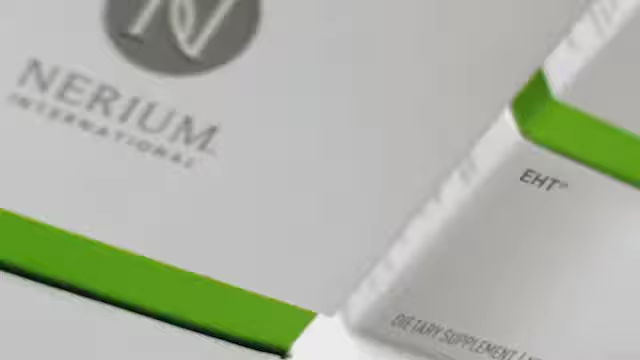 N
NERIUM
INTERNATIONAL
EHT®
DIETARY SUPPLEMENT